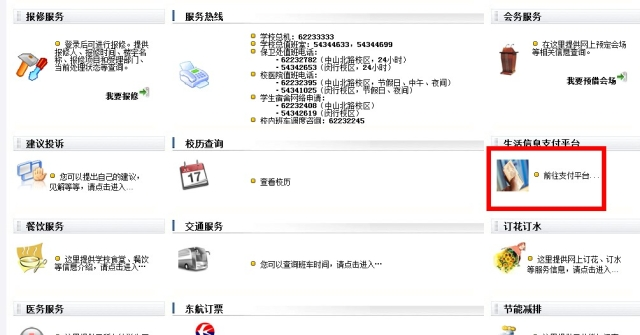 报修服务
登录后可进行报修。提供
报修人、报修时间、指定名
称、报修项目和管理部门、
当前处理状态等查询。
我要报修
服务热线
学校总机: 62233333
学校总值班室: 54344633, 54344699
保卫处值班电话:
- 62232782 (中山北路校区, 24小时)
- 54342653 (闵行校区, 24小时)
校医院值班电话:
- 62232395 (中山北路校区, 节假日、中午、夜间)
- 54341025 (闵行校区, 节假日、夜间)
学生宿舍网络申请:
- 62232408 (中山北路校区)
- 54342619 (闵行校区)
校内班车调度咨询: 62232245
会务服务
在这里提供网上预定会场
等相关信息查询。
我要预借会场
建议投诉
您可以提出自己的建议,
见解等等, 请点击进入...
校历查询
17
查看校历
生活信息支付平台
前往支付平台...
餐饮服务
这里提供学校食堂、餐饮
等信息介绍, 请点击进入...
交通服务
您可以查询班车时间, 请点击进入...
订花订水
这里提供网上订花、订水
等服务信息, 请点击进入...
医务服务
东航订票
节能减排